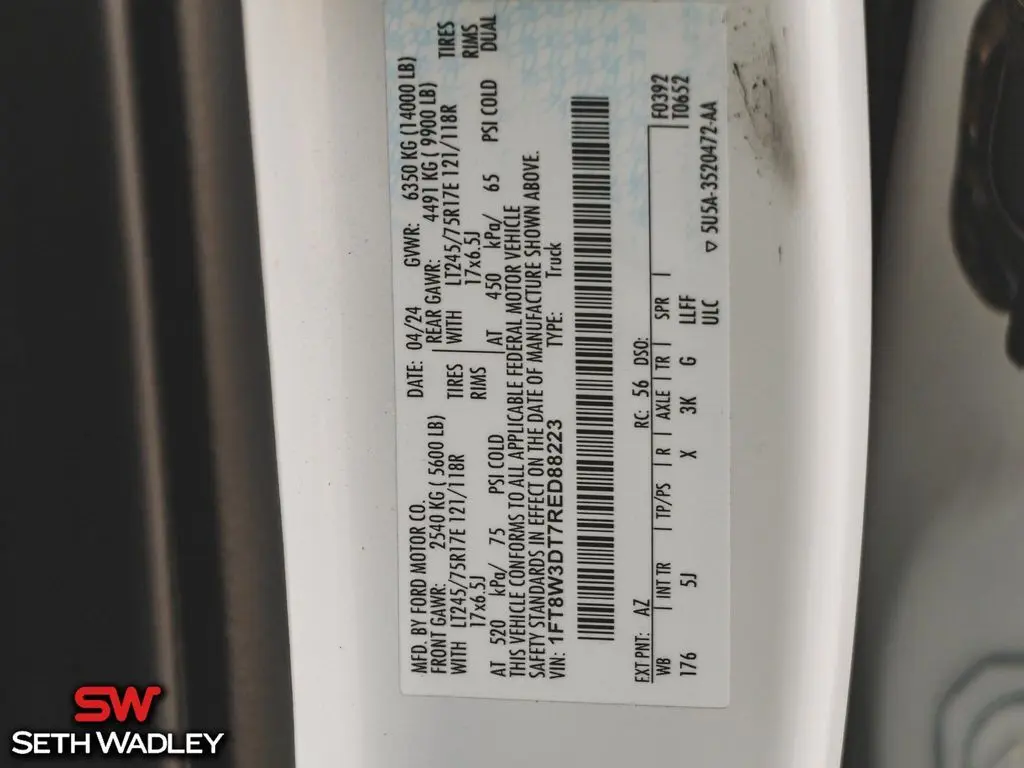 MFD. BY FORD MOTOR CO.
DATE: 04/24 GVWR: 6350 KG (14000 LB)
FRONT GAWR: 2540 KG ( 5600 LB)
REAR GAWR: 4491 KG ( 9900 LB)
WITH LT245/75R17E 121/118R TIRES
WITH LT245/75R17E 121/118R TIRES
17x6.5J RIMS
17x6.5J RIMS
AT 520 kPa/ 75 PSI COLD
AT 450 kPa/ 65 PSI COLD DUAL
THIS VEHICLE CONFORMS TO ALL APPLICABLE FEDERAL MOTOR VEHICLE
SAFETY STANDARDS IN EFFECT ON THE DATE OF MANUFACTURE SHOWN ABOVE.
VIN: 1FT8W3DT7RED88223 TYPE: Truck
EXT PNT: AZ RC: 56 DSO: F0392
WB INT TR TP/PS R AXLE TR SPR T0652
176 5J X 3K G LLFF
ULC
▽ 5U5A-3520472-AA
SW
SETH WADLEY